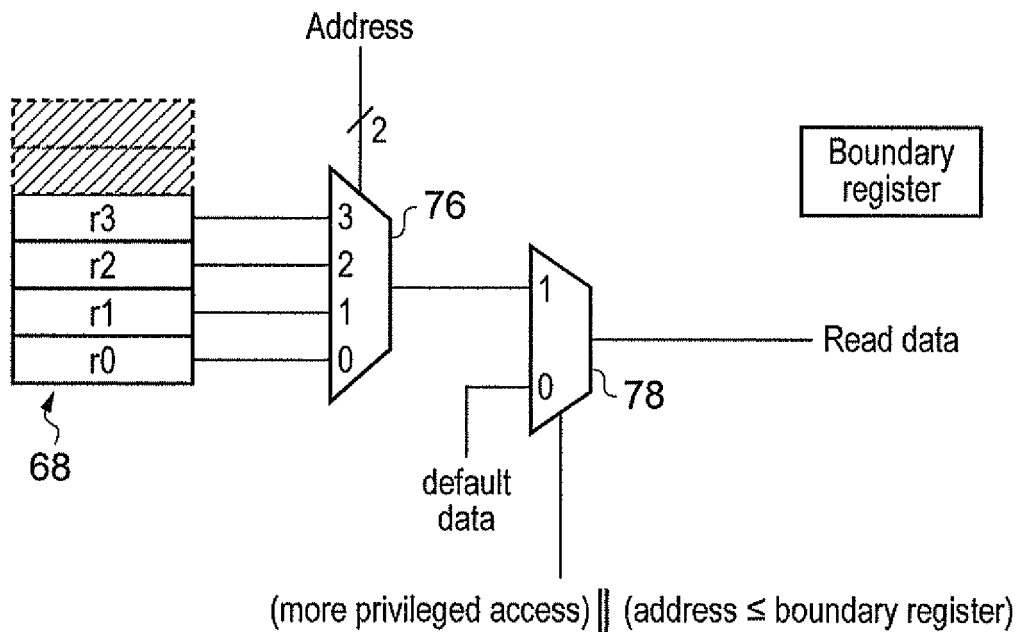 Address
2
Boundary
register
r3
r2
r1
r0
3
2
1
0
76
1
0
Read data
78
68
default
data
(more privileged access) || (address ≤ boundary register)